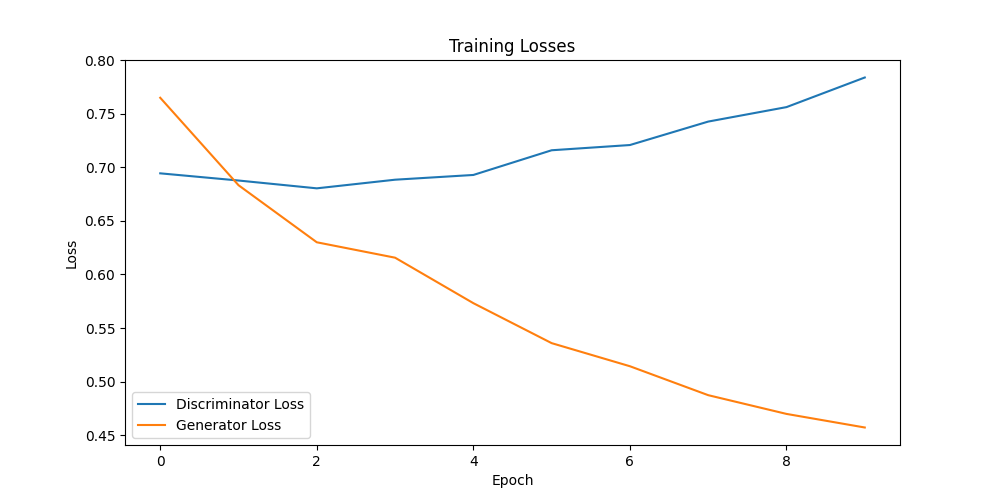 Training Losses
0.80
0.75
0.70
0.65
0.60
0.55
0.50
0.45
Loss
Discriminator Loss
Generator Loss
0 2 4 6 8
Epoch